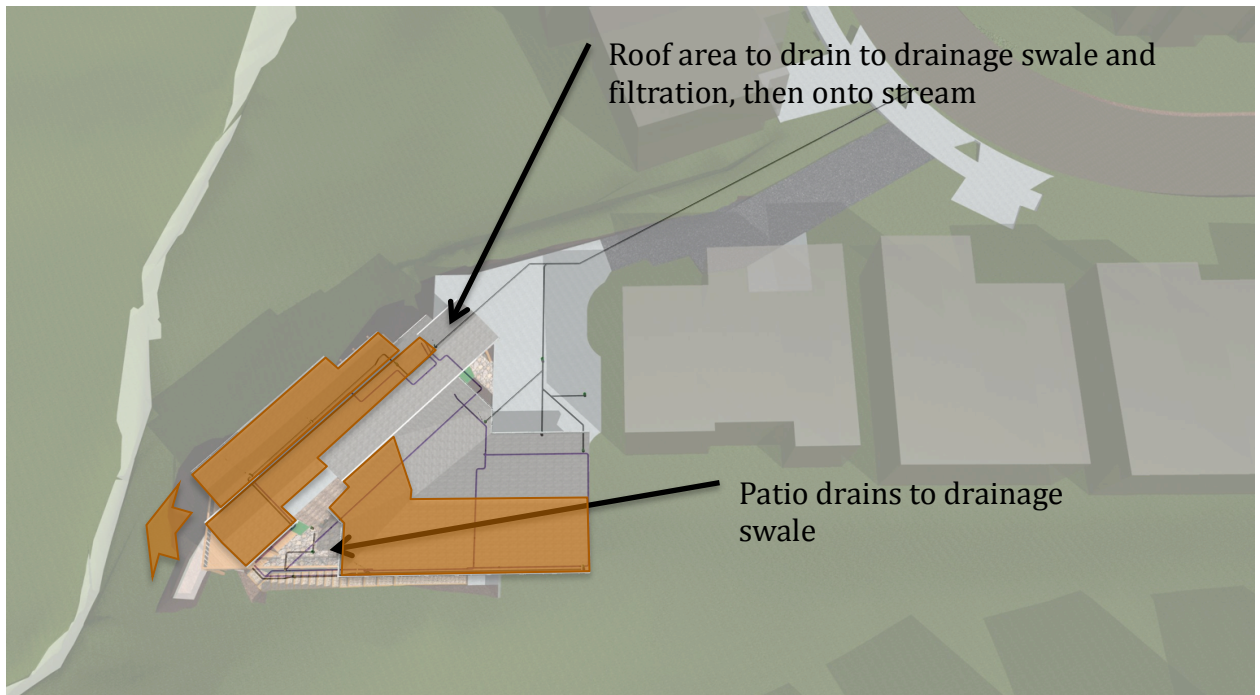 Roof area to drain to drainage swale and
filtration, then onto stream
Patio drains to drainage
swale